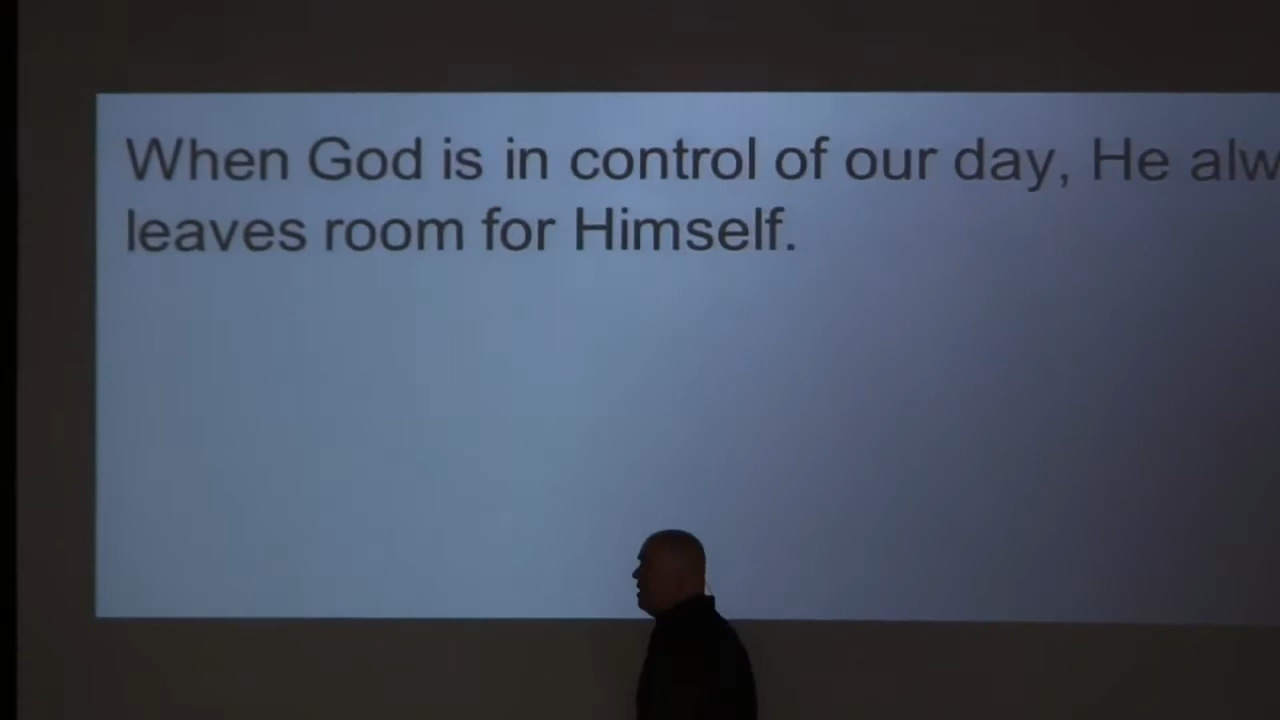 When God is in control of our day, He alw
leaves room for Himself.